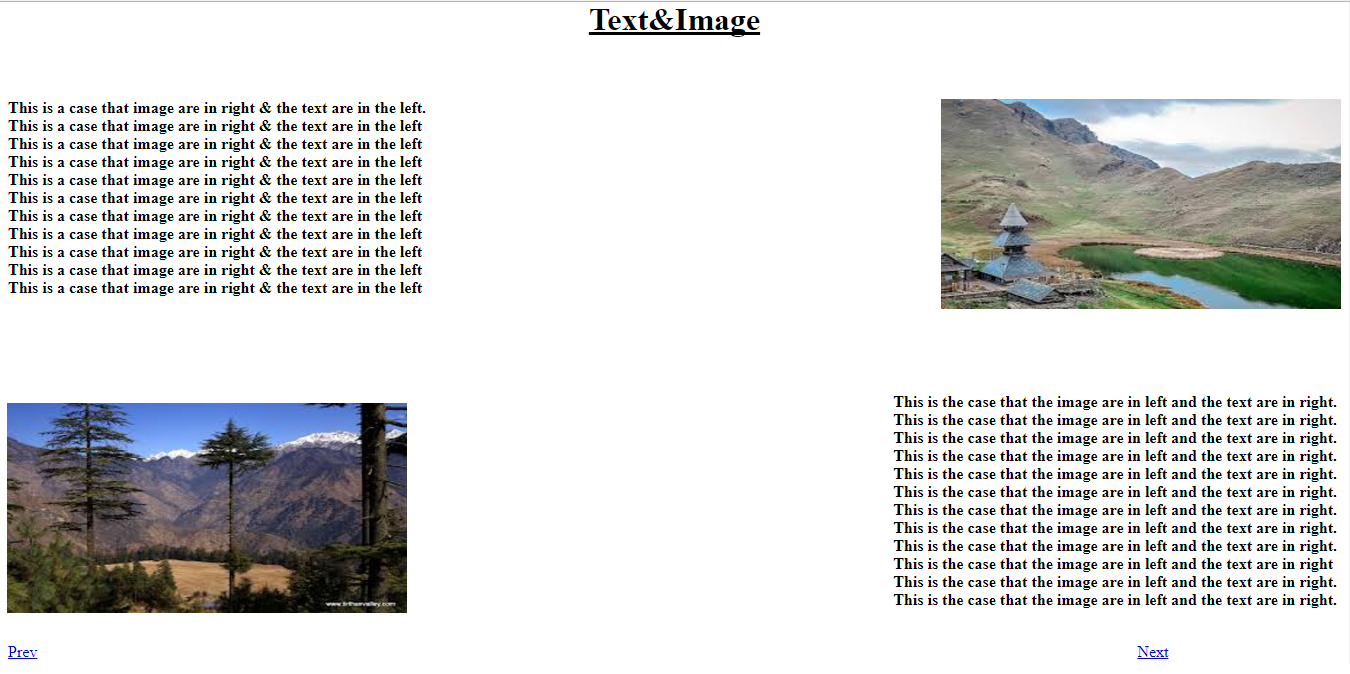 Text&Image
This is a case that image are in right & the text are in the left.
This is a case that image are in right & the text are in the left
This is a case that image are in right & the text are in the left
This is a case that image are in right & the text are in the left
This is a case that image are in right & the text are in the left
This is a case that image are in right & the text are in the left
This is a case that image are in right & the text are in the left
This is a case that image are in right & the text are in the left
This is a case that image are in right & the text are in the left
This is a case that image are in right & the text are in the left
This is a case that image are in right & the text are in the left
This is the case that the image are in left and the text are in right.
This is the case that the image are in left and the text are in right.
This is the case that the image are in left and the text are in right.
This is the case that the image are in left and the text are in right.
This is the case that the image are in left and the text are in right.
This is the case that the image are in left and the text are in right.
This is the case that the image are in left and the text are in right.
This is the case that the image are in left and the text are in right.
This is the case that the image are in left and the text are in right.
This is the case that the image are in left and the text are in right
This is the case that the image are in left and the text are in right.
This is the case that the image are in left and the text are in right.
www.tirthanvalley.com
Prev
Next